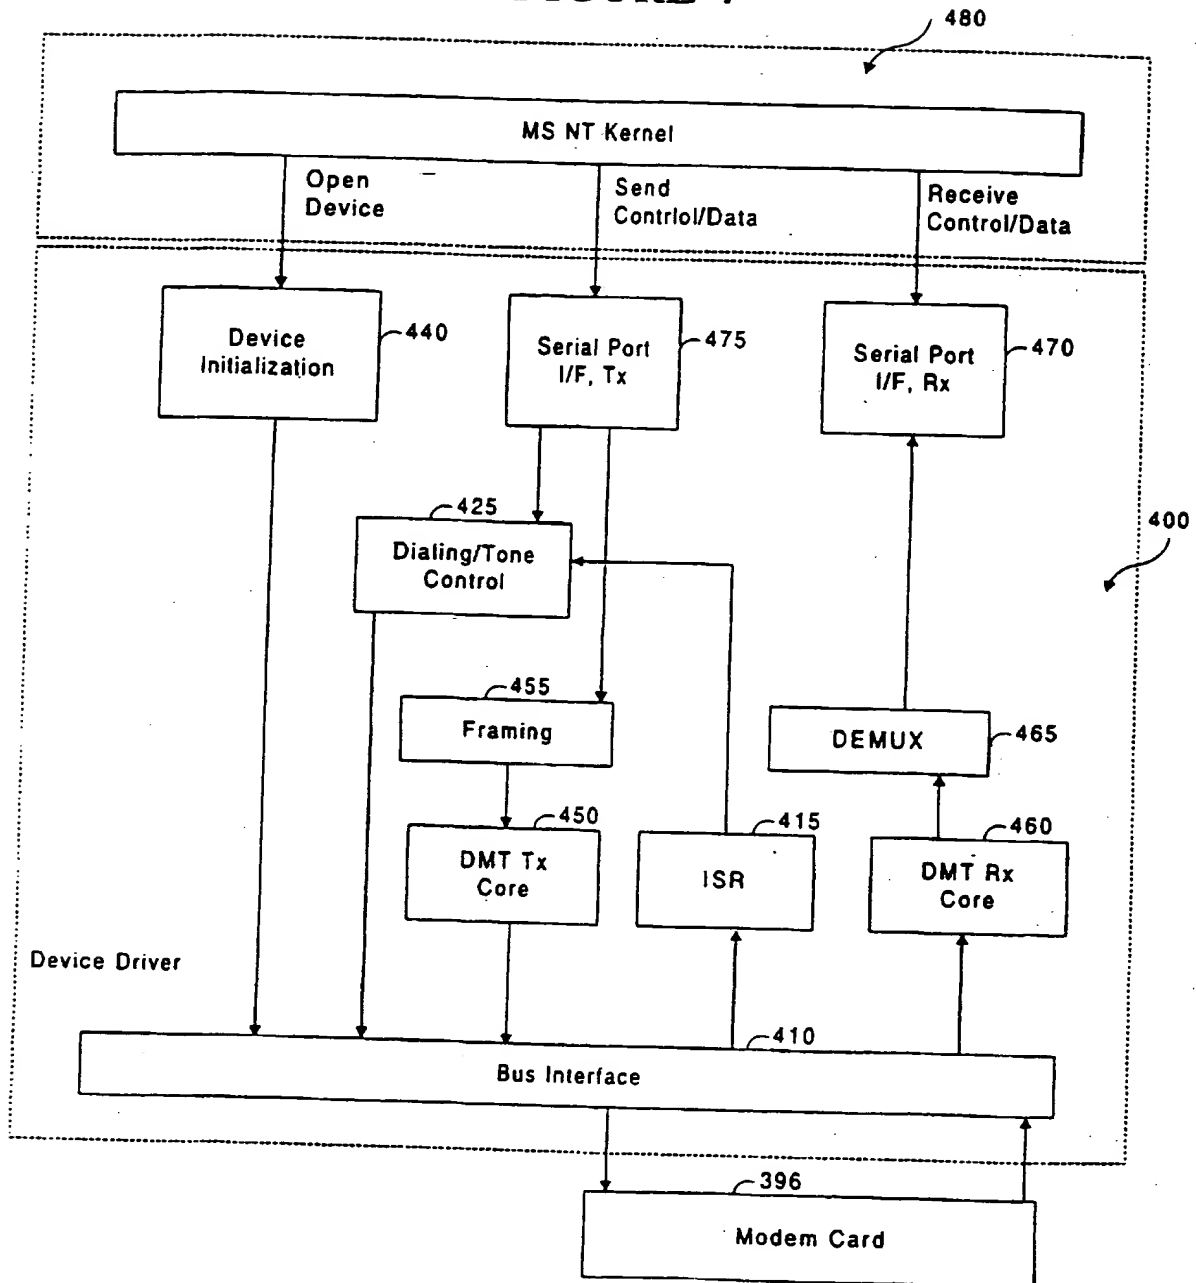 480
MS NT Kernel
Open
Device
Send
Contrlol/Data
Receive
Control/Data
Device
Initialization
440
Serial Port
I/F, Tx
475
Serial Port
I/F, Rx
470
425
Dialing/Tone
Control
400
455
Framing
DEMUX
465
450
DMT Tx
Core
415
ISR
460
DMT Rx
Core
Device Driver
410
Bus Interface
396
Modem Card